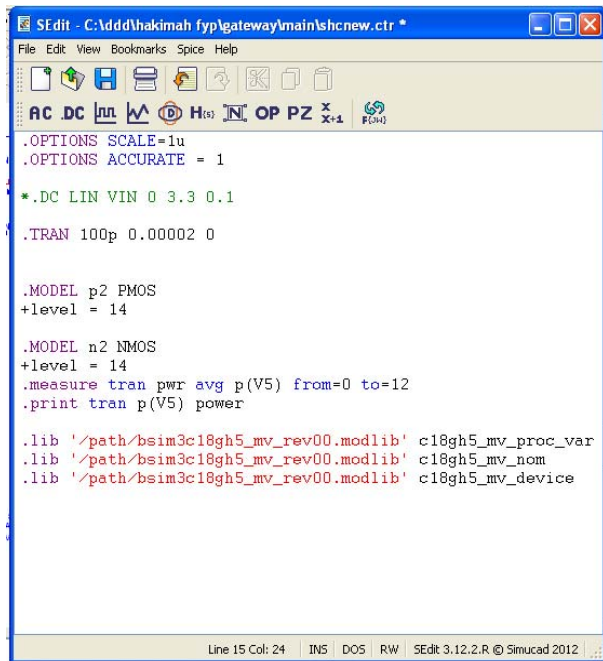 SEdit - C:\ddd\hakimah fyp\gateway\main\shcnew.ctr *
File Edit View Bookmarks Spice Help
AC .DC H(s) N OP PZ X X+1 F(JW)
.OPTIONS SCALE=1u
.OPTIONS ACCURATE = 1
*.DC LIN VIN 0 3.3 0.1
.TRAN 100p 0.00002 0
.MODEL p2 PMOS
+level = 14
.MODEL n2 NMOS
+level = 14
.measure tran pwr avg p(V5) from=0 to=12
.print tran p(V5) power
.lib '/path/bsim3c18gh5_mv_rev00.modlib' c18gh5_mv_proc_var
.lib '/path/bsim3c18gh5_mv_rev00.modlib' c18gh5_mv_nom
.lib '/path/bsim3c18gh5_mv_rev00.modlib' c18gh5_mv_device
Line 15 Col: 24 INS DOS RW SEdit 3.12.2.R © Simucad 2012